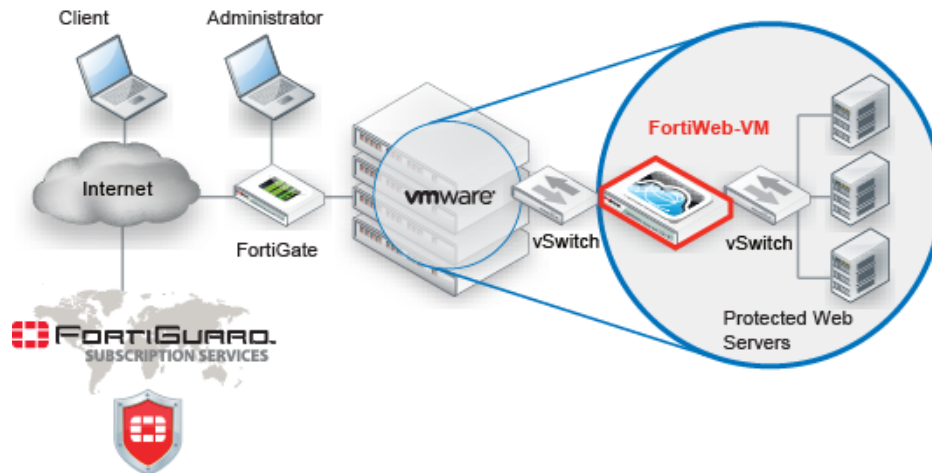 Client
Administrator
FortiWeb-VM
Internet
vmware®
FortiGate
vSwitch
vSwitch
FORTIGUARD.
SUBSCRIPTION SERVICES
Protected Web
Servers